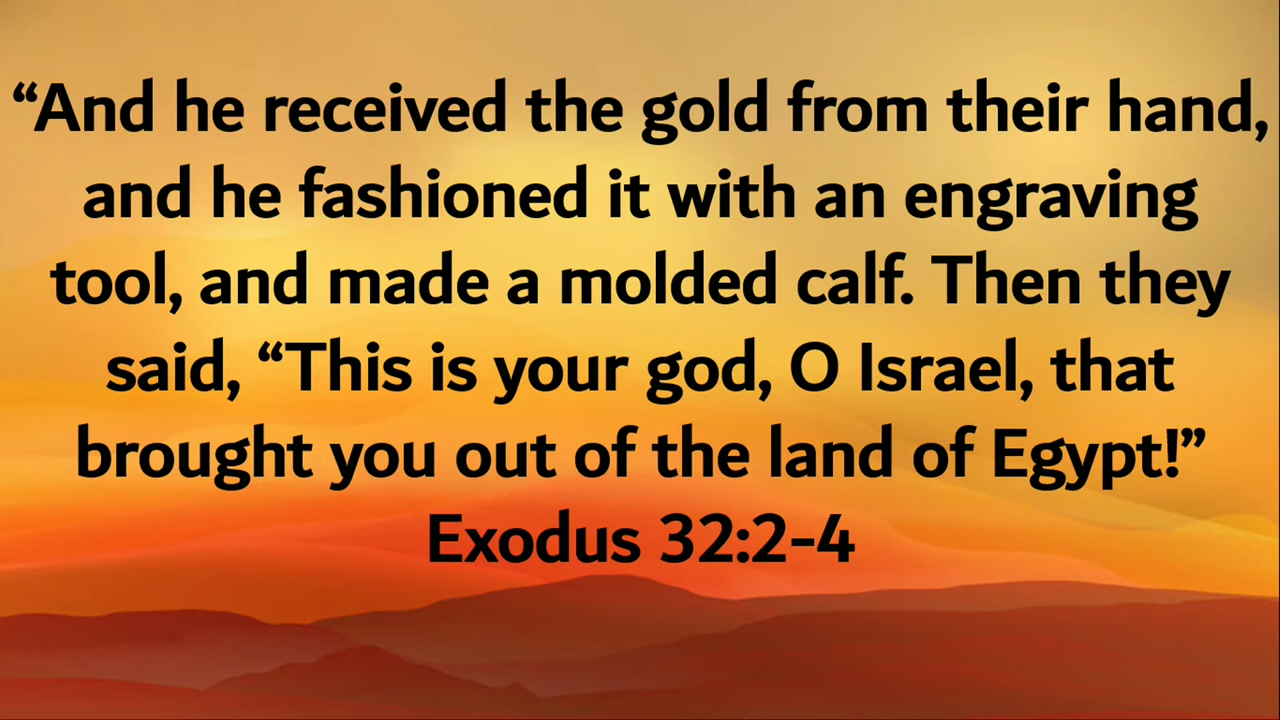 “And he received the gold from their hand,
and he fashioned it with an engraving
tool, and made a molded calf. Then they
said, “This is your god, O Israel, that
brought you out of the land of Egypt!”
Exodus 32:2-4